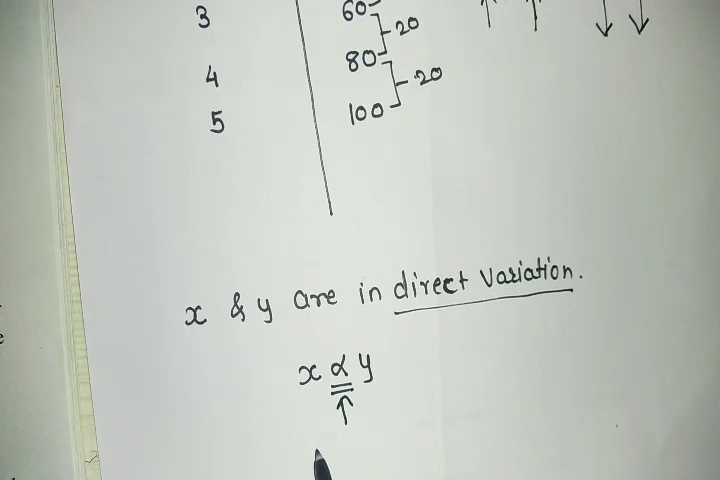 3 60 20
4 80 20
5 100
x & y are in direct variation.
x ∝ y